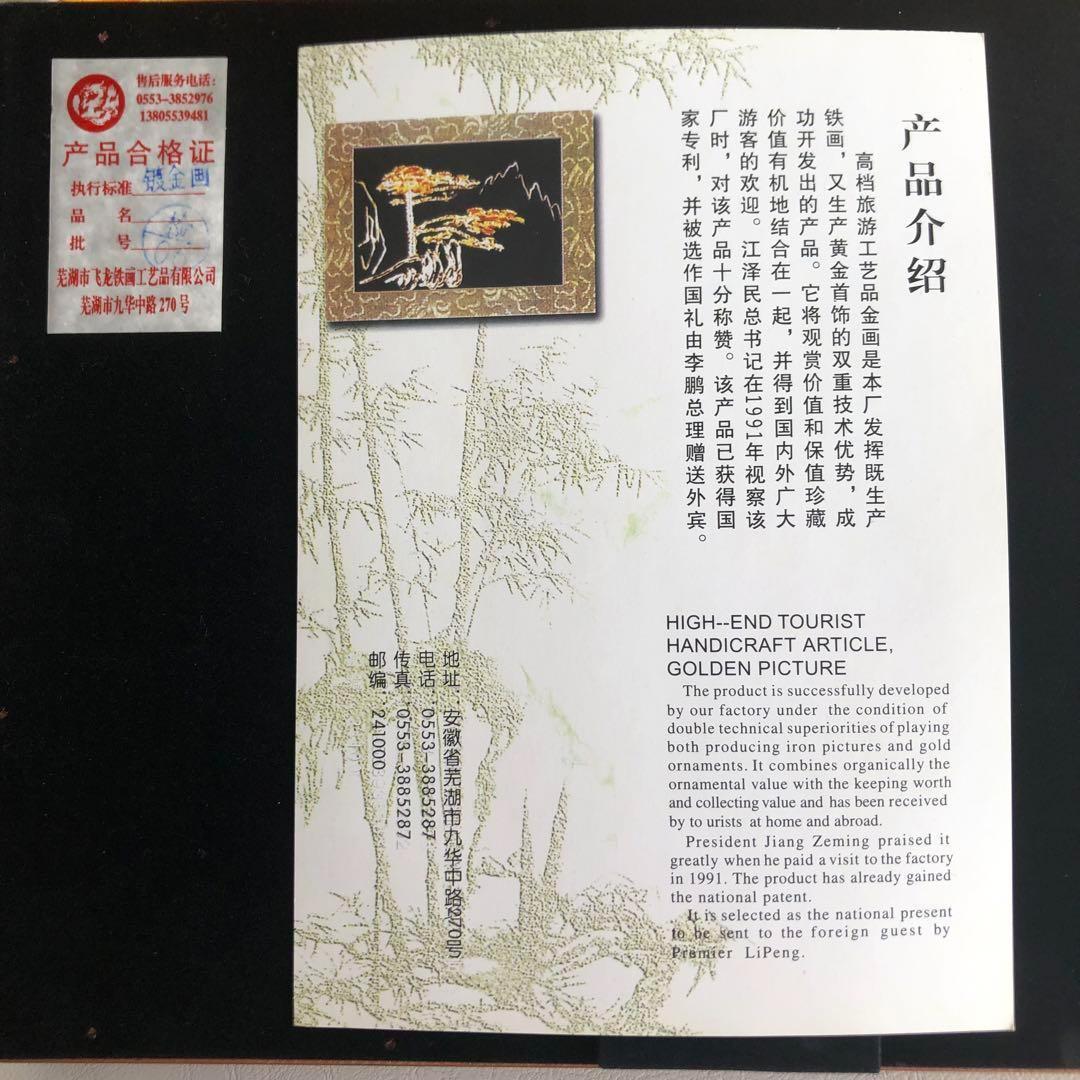 售后服务电话:
0553-3852976
13805539481
产品合格证
执行标准 镀金画
品 名
批 号
芜湖市飞龙铁画工艺品有限公司
芜湖市九华中路270号
产品介绍
高档旅游工艺品金画是本厂发挥既生产
铁画，又生产黄金首饰的双重技术优势，成
功开发出的产品。它将观赏价值和保值珍藏
价值有机地结合在一起，并得到国内外广大
游客的欢迎。江泽民总书记在1991年视察该
厂时，对该产品十分称赞。该产品已获得国
家专利，并被选作国礼由李鹏总理赠送外宾。
HIGH--END TOURIST
HANDICRAFT ARTICLE,
GOLDEN PICTURE
The product is successfully developed
by our factory under the condition of
double technical superiorities of playing
both producing iron pictures and gold
ornaments. It combines organically the
ornamental value with the keeping worth
and collecting value and has been received
by to urists at home and abroad.
President Jiang Zeming praised it
greatly when he paid a visit to the factory
in 1991. The product has already gained
the national patent.
It is selected as the national present
to be sent to the foreign guest by
Premier LiPeng.
地址：安徽省芜湖市九华中路270号
电话：0553-3885287
传真：0553-3885287
邮编：241000